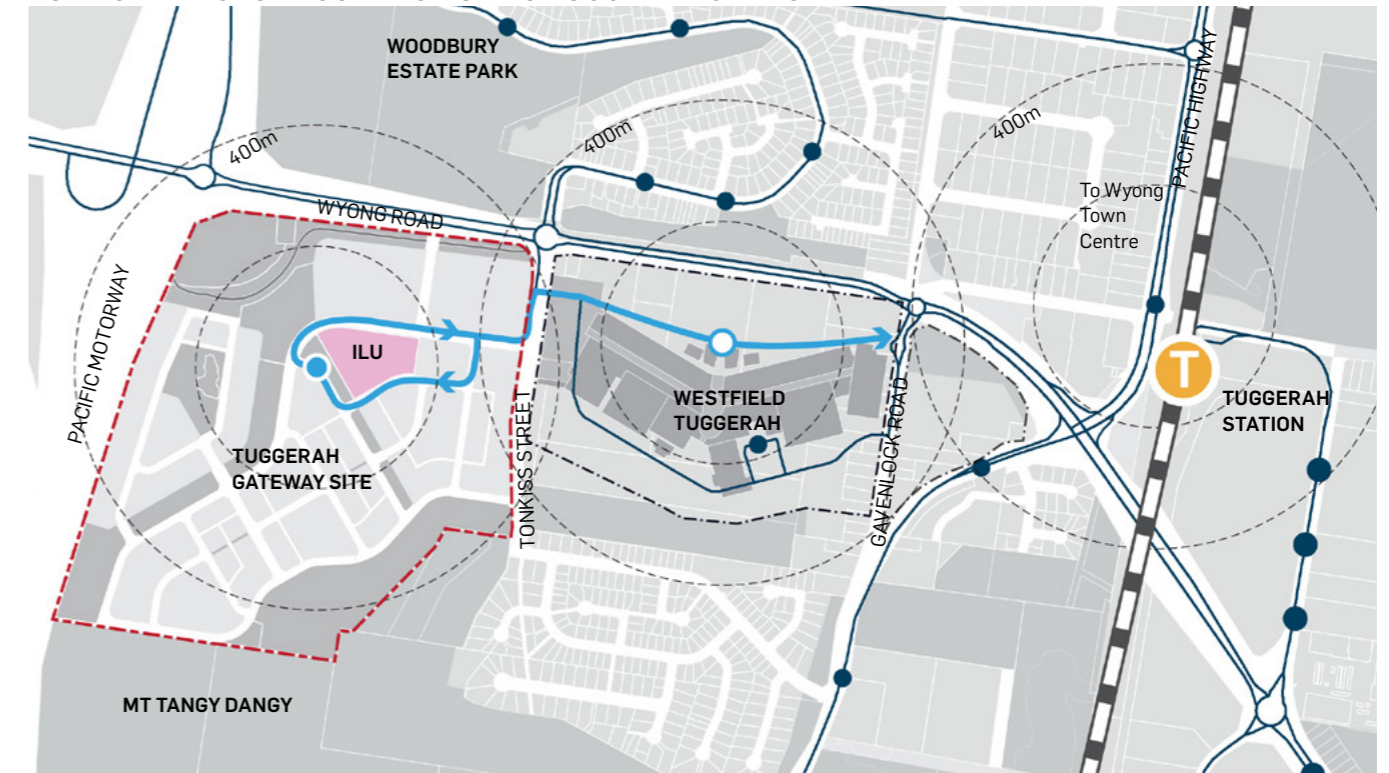 WOODBURY
ESTATE PARK
PACIFIC HIGHWAY
400m
400m
400m
To Wyong
Town
Centre
WYONG ROAD
PACIFIC MOTORWAY
ILU
T
TUGGERAH
STATION
WESTFIELD
TUGGERAH
TONKISS STREET
GAVENLOCK ROAD
TUGGERAH
GATEWAY SITE
MT TANGY DANGY